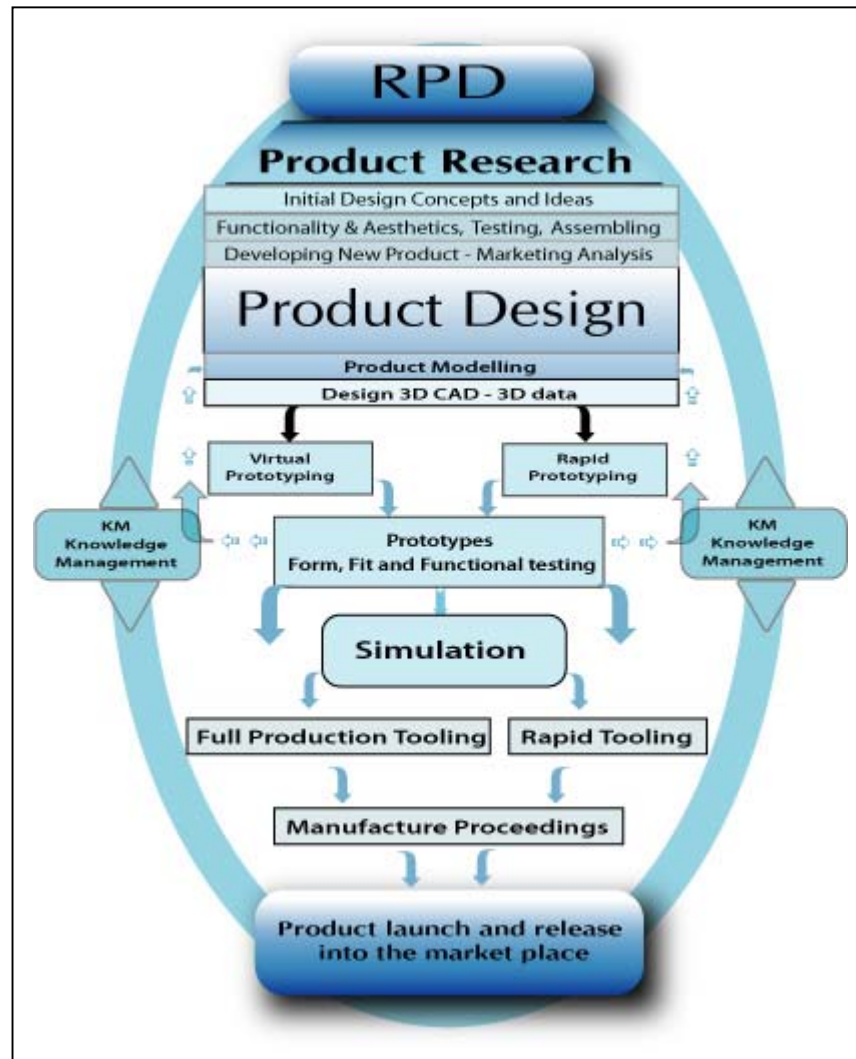 RPD
Product Research
Initial Design Concepts and Ideas
Functionality & Aesthetics, Testing, Assembling
Developing New Product - Marketing Analysis
Product Design
Product Modelling
Design 3D CAD - 3D data
Virtual
Prototyping
Rapid
Prototyping
KM
Knowledge
Management
Prototypes
Form, Fit and Functional testing
KM
Knowledge
Management
Simulation
Full Production Tooling
Rapid Tooling
Manufacture Proceedings
Product launch and release
into the market place